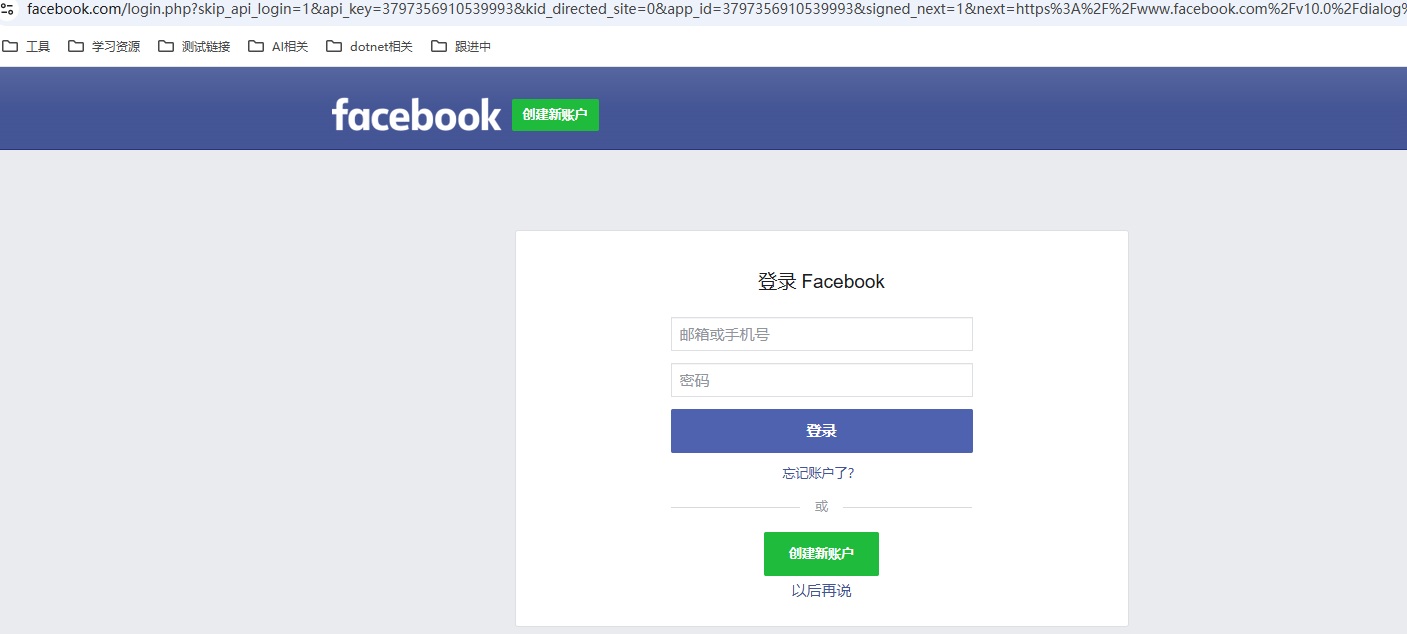 facebook.com/login.php?skip_api_login=1&api_key=3797356910539993&kid_directed_site=0&app_id=3797356910539993&signed_next=1&next=https%3A%2F%2Fwww.facebook.com%2Fv10.0%2Fdialog%
工具 学习资源 测试链接 AI相关 dotnet相关 跟进中
facebook 创建新账户
登录 Facebook
邮箱或手机号
密码
登录
忘记账户了?
或
创建新账户
以后再说